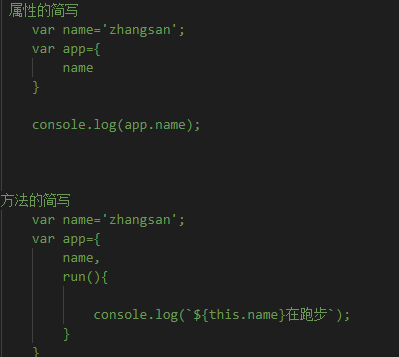 属性的简写
var name='zhangsan';
var app={
name
}
console.log(app.name);
方法的简写
var name='zhangsan';
var app={
name,
run(){
console.log(`${this.name}在跑步`);
}
}